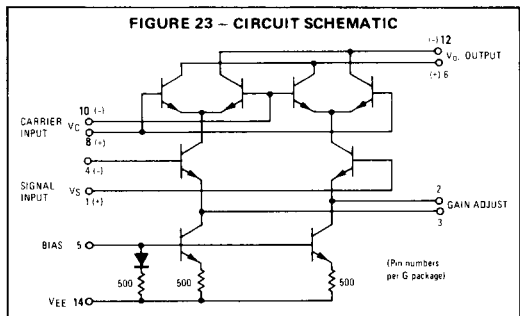 FIGURE 23 – CIRCUIT SCHEMATIC
(-) 12
VO, OUTPUT
(+) 6
10 (-)
CARRIER INPUT VC
8 (+)
4 (-)
SIGNAL INPUT VS
1 (+)
2
GAIN ADJUST
3
BIAS 5
(Pin numbers per G package)
500
500
500
VEE 14